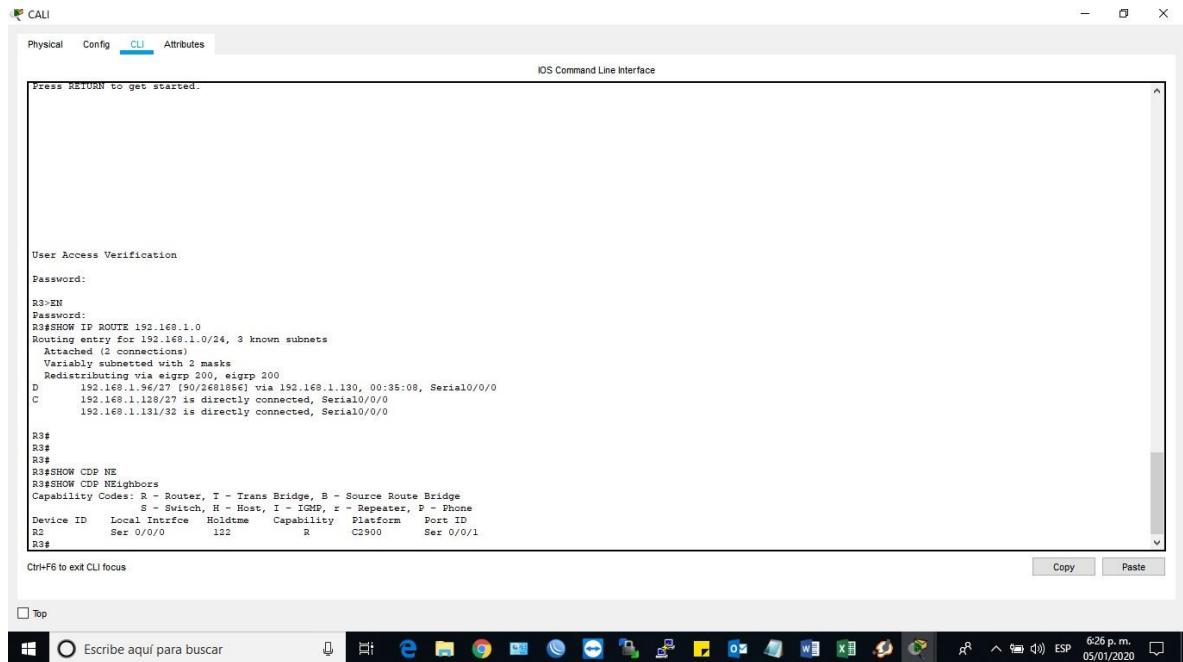 CALI
Physical Config CLI Attributes
IOS Command Line Interface
Press RETURN to get started.
User Access Verification
Password:
R3>EN
Password:
R3#SHOW IP ROUTE 192.168.1.0
Routing entry for 192.168.1.0/24, 3 known subnets
Attached (2 connections)
Variably subnetted with 2 masks
Redistributing via eigrp 200, eigrp 200
D 192.168.1.96/27 [90/2681856] via 192.168.1.130, 00:35:08, Serial0/0/0
C 192.168.1.128/27 is directly connected, Serial0/0/0
192.168.1.131/32 is directly connected, Serial0/0/0
R3#
R3#
R3#
R3#SHOW CDP NE
R3#SHOW CDP NEighbors
Capability Codes: R - Router, T - Trans Bridge, B - Source Route Bridge
S - Switch, H - Host, I - IGMP, r - Repeater, P - Phone
Device ID Local Intrfce Holdtme Capability Platform Port ID
R2 Ser 0/0/0 122 R C2900 Ser 0/0/1
R3#
Ctrl+F6 to exit CLI focus
Copy Paste
Top
Escribe aquí para buscar
ESP
6:26 p. m.
05/01/2020